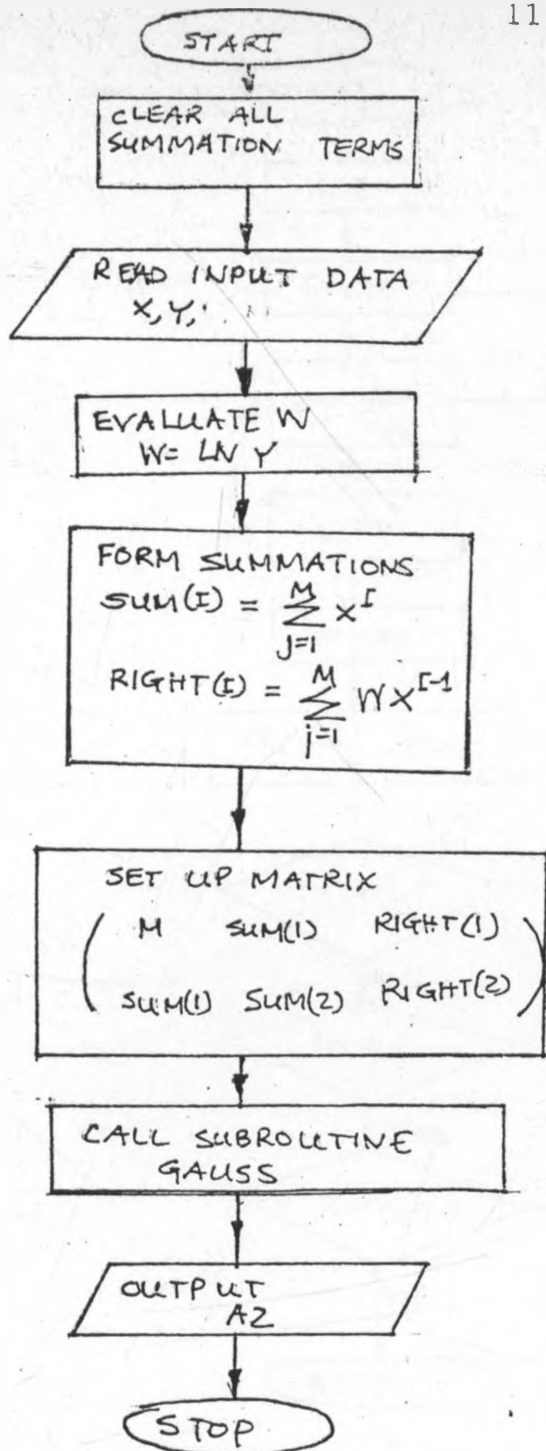 11
START
CLEAR ALL
SUMMATION TERMS
READ INPUT DATA
X, Y,
EVALUATE W
W= LN Y
FORM SUMMATIONS
SUM(I) = M∑j=1 X^I
RIGHT(I) = M∑j=1 W X^I-1
SET UP MATRIX
( M SUM(1) RIGHT(1)
SUM(1) SUM(2) RIGHT(2) )
CALL SUBROUTINE
GAUSS
OUTPUT
A2
STOP